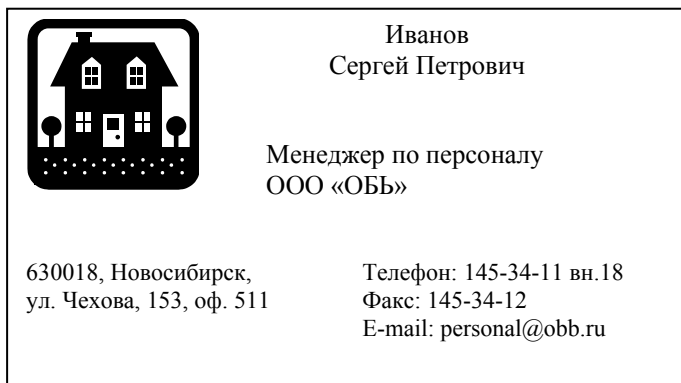 Иванов
Сергей Петрович
Менеджер по персоналу
ООО «ОБЬ»
630018, Новосибирск,
ул. Чехова, 153, оф. 511
Телефон: 145-34-11 вн.18
Факс: 145-34-12
E-mail: personal@obb.ru